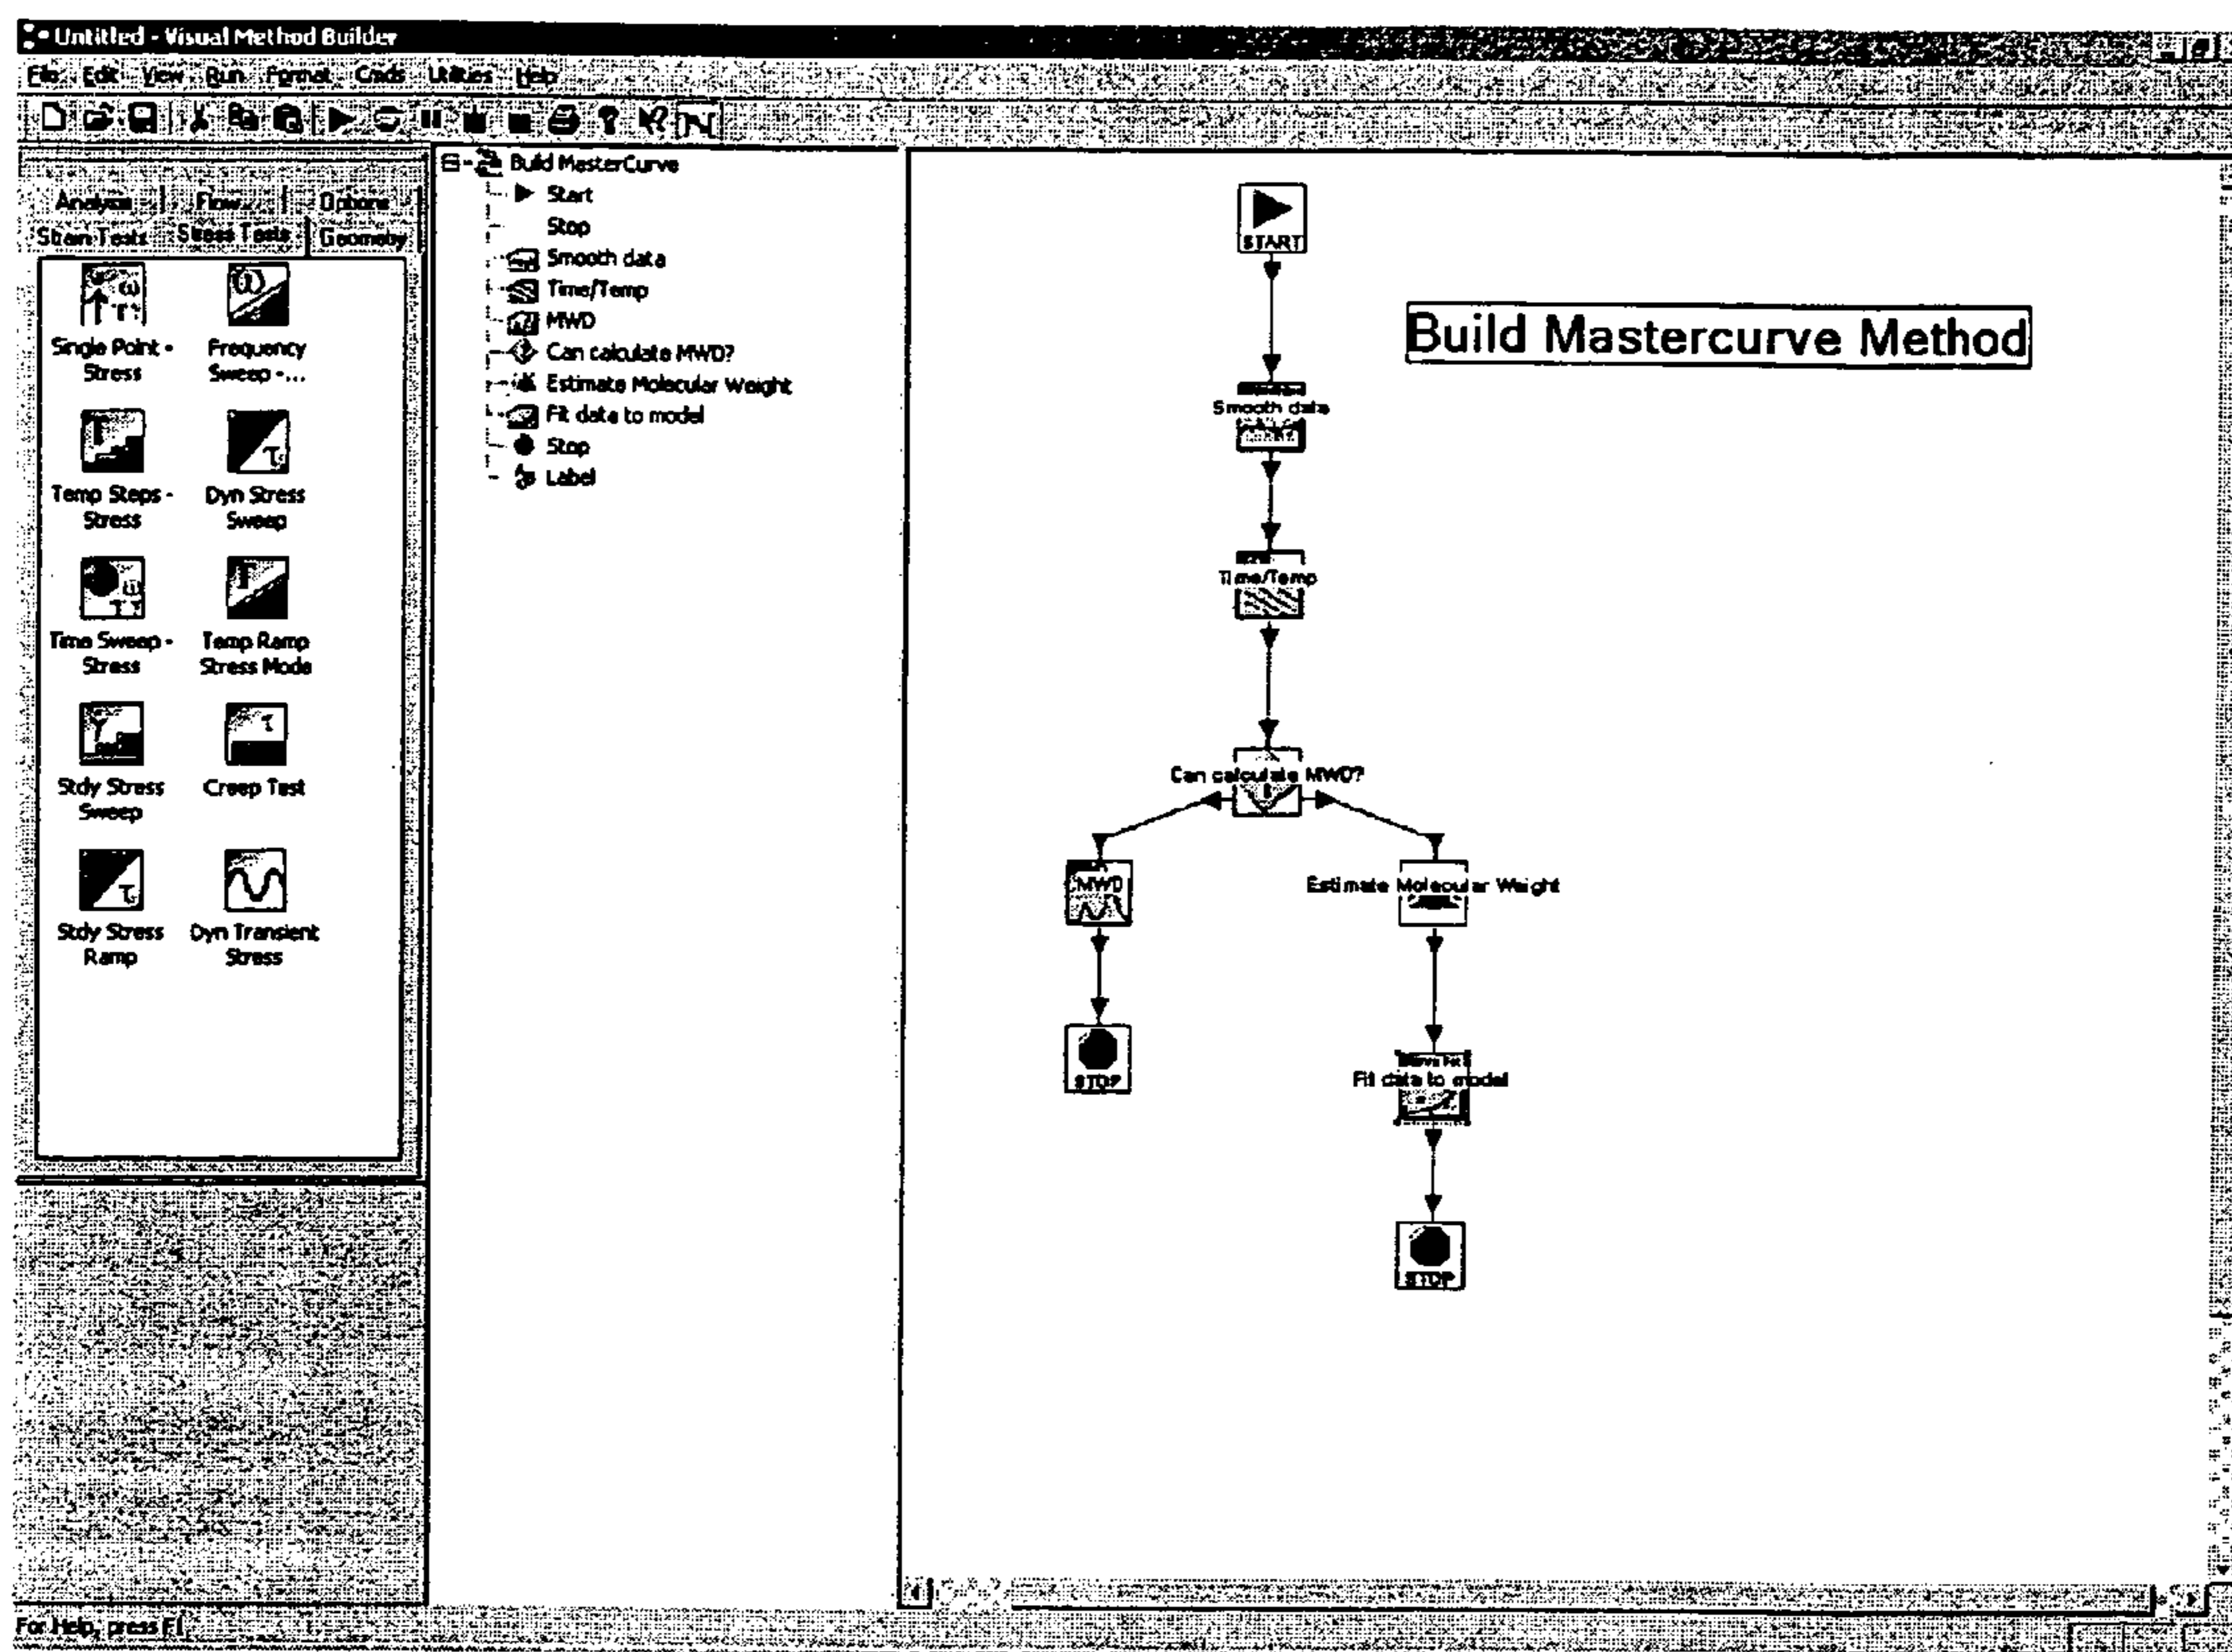 Untitled - Visual Method Builder
File Edit View Run Format Cmds Utilities Help
Analysis Flow... Options
Strain Tests Stress Tests Geometry
Single Point -
Stress
Frequency
Sweep -...
Temp Steps -
Stress
Dyn Stress
Sweep
Time Sweep -
Stress
Temp Ramp
Stress Mode
Stdy Stress
Sweep
Creep Test
Stdy Stress
Ramp
Dyn Transient
Stress
Build MasterCurve
Start
Stop
Smooth data
Time/Temp
MWD
Can calculate MWD?
Estimate Molecular Weight
Fit data to model
Stop
Label
START
Build Mastercurve Method
Smooth data
Time/Temp
Can calculate MWD?
MWD
Estimate Molecular Weight
STOP
Fit data to model
STOP
For Help, press F1